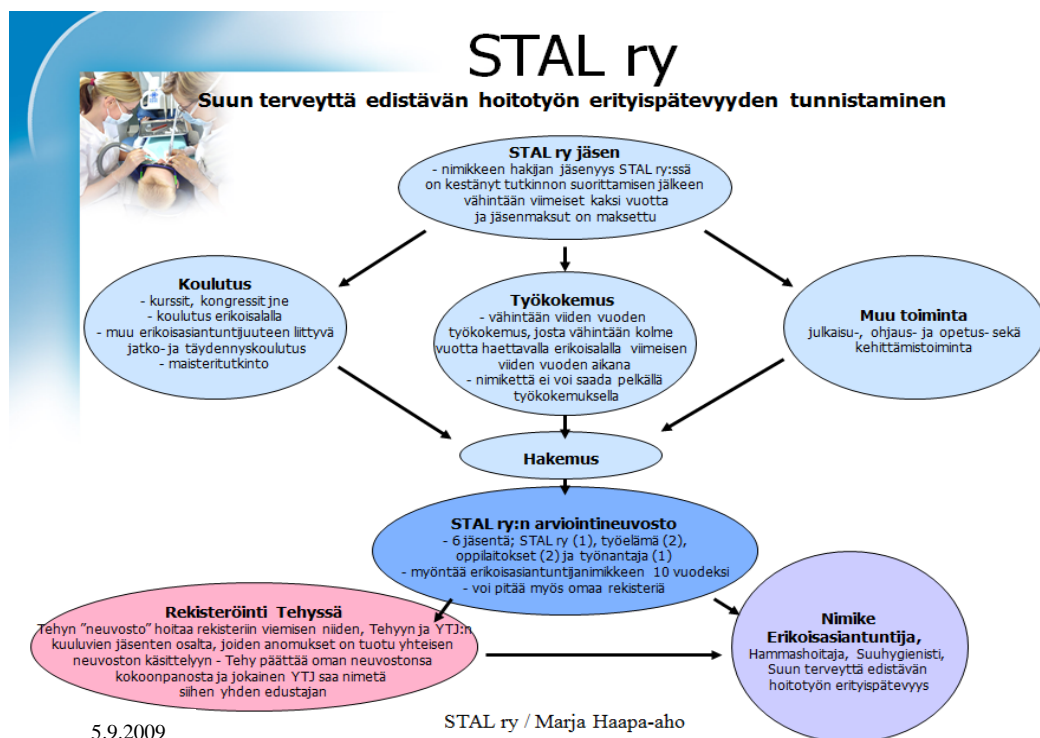 STAL ry
Suun terveyttä edistävän hoitotyön erityispätevyyden tunnistaminen
STAL ry jäsen
- nimikkeen hakijan jäsenyys STAL ry:ssä
on kestänyt tutkinnon suorittamisen jälkeen
vähintään viimeiset kaksi vuotta
ja jäsenmaksut on maksettu
Koulutus
- kurssit, kongressit jne
- koulutus erikoisalalla
- muu erikoisasiantuntijuuteen liittyvä
jatko- ja täydennyskoulutus
- maisteritutkinto
Työkokemus
- vähintään viiden vuoden
työkokemus, josta vähintään kolme
vuotta haettavalla erikoisalalla viimeisen
viiden vuoden aikana
- nimikettä ei voi saada pelkällä
työkokemuksella
Muu toiminta
julkaisu-, ohjaus- ja opetus- sekä
kehittämistoiminta
Hakemus
STAL ry:n arviointineuvosto
- 6 jäsentä; STAL ry (1), työelämä (2),
oppilaitokset (2) ja työnantaja (1)
- myöntää erikoisasiantuntijanimikkeen 10 vuodeksi
- voi pitää myös omaa rekisteriä
Rekisteröinti Tehyssä
Tehyn ”neuvosto” hoitaa rekisteriin viemisen niiden, Tehyyn ja YTJ:n
kuuluvien jäsenten osalta, joiden anomukset on tuotu yhteisen
neuvoston käsittelyyn - Tehy päättää oman neuvostonsa
kokoonpanosta ja jokainen YTJ saa nimetä
siihen yhden edustajan
Nimike
Erikoisasiantuntija,
Hammashoitaja, Suuhygienisti,
Suun terveyttä edistävän
hoitotyön erityispätevyys
5.9.2009
STAL ry / Marja Haapa-aho